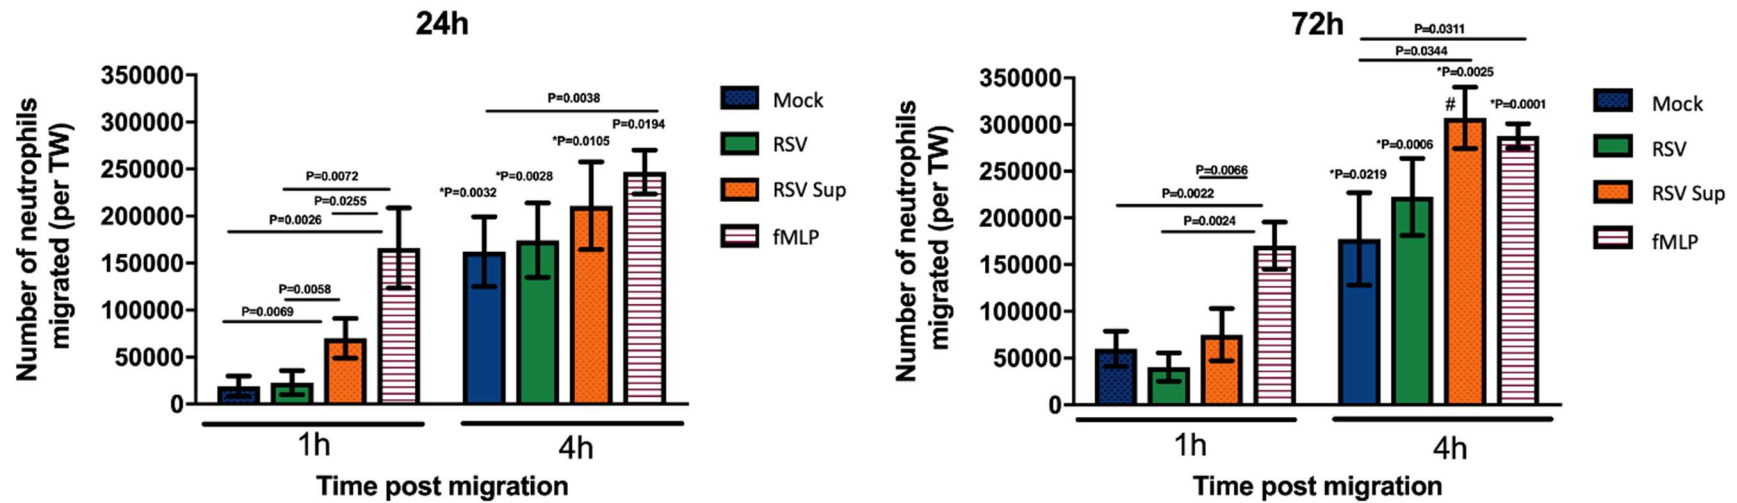 24h
Number of neutrophils
migrated (per TW)
350000
300000
250000
200000
150000
100000
50000
0
P=0.0038
P=0.0194
*P=0.0105
P=0.0072
*P=0.0032
*P=0.0028
P=0.0255
P=0.0026
P=0.0058
P=0.0069
1h
4h
Time post migration
Mock
RSV
RSV Sup
fMLP
72h
Number of neutrophils
migrated (per TW)
350000
300000
250000
200000
150000
100000
50000
0
P=0.0311
P=0.0344
*P=0.0025
#
*P=0.0001
*P=0.0006
P=0.0066
*P=0.0219
P=0.0022
P=0.0024
1h
4h
Time post migration
Mock
RSV
RSV Sup
fMLP